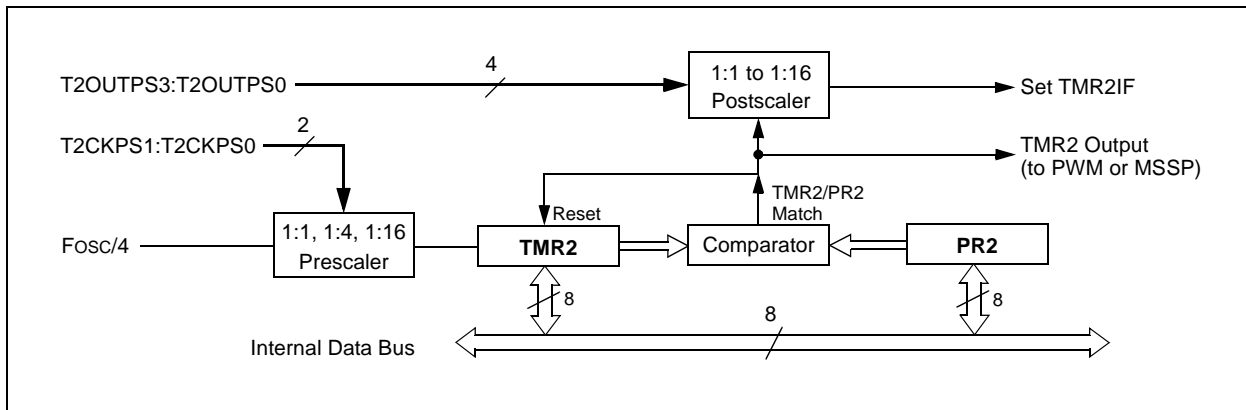 T2OUTPS3:T2OUTPS0
4
1:1 to 1:16
Postscaler
Set TMR2IF
T2CKPS1:T2CKPS0
2
TMR2 Output
(to PWM or MSSP)
TMR2/PR2
Match
Reset
FOSC/4
1:1, 1:4, 1:16
Prescaler
TMR2
Comparator
PR2
8
8
8
Internal Data Bus